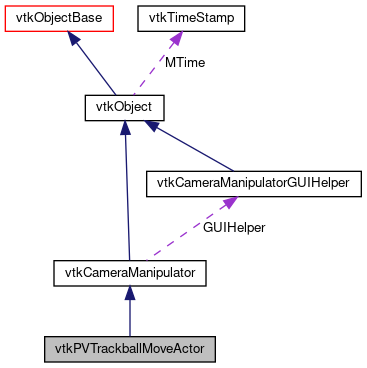 vtkObjectBase
vtkTimeStamp
MTime
vtkObject
vtkCameraManipulatorGUIHelper
GUIHelper
vtkCameraManipulator
vtkPVTrackballMoveActor